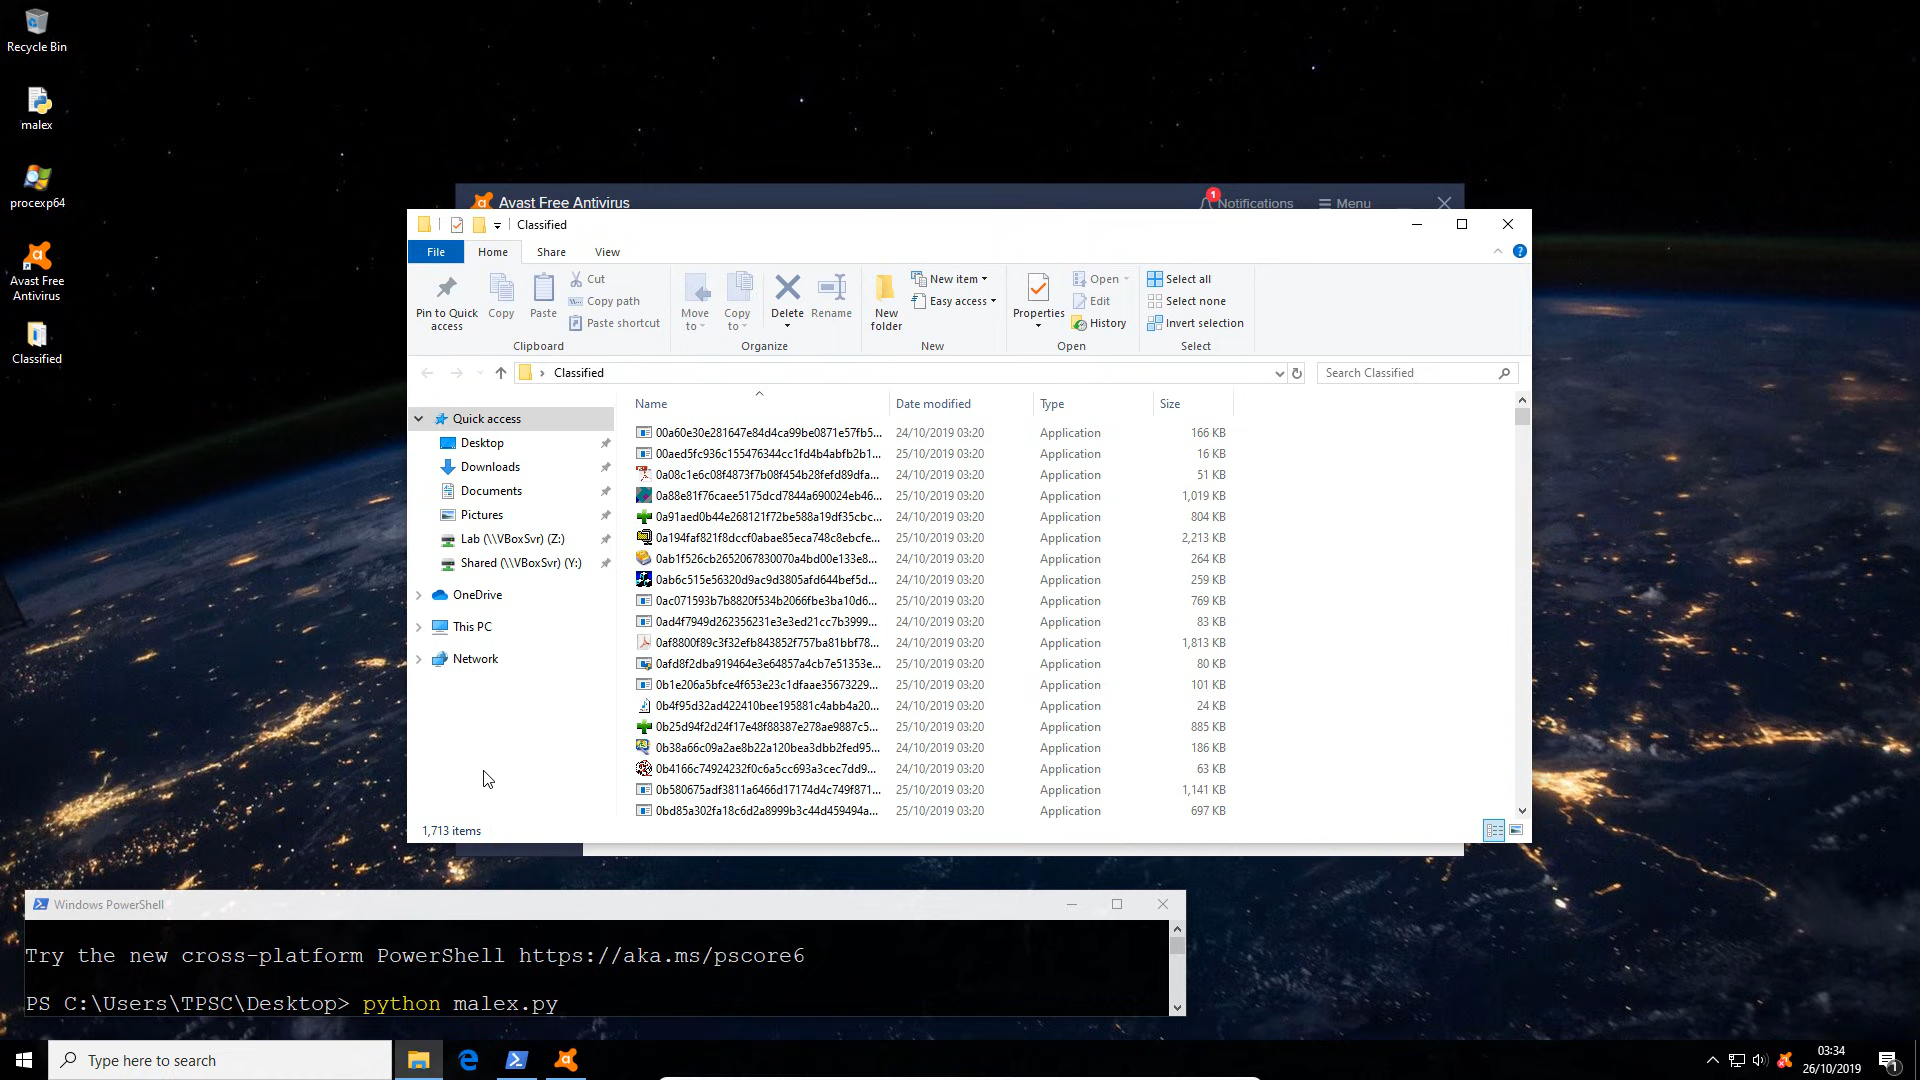 Recycle Bin
malex
procexp64
Avast Free
Antivirus
Classified
Avast Free Antivirus
1
Notifications
Menu
Classified
File Home Share View
Pin to Quick
access
Copy
Paste
Cut
Copy path
Paste shortcut
Clipboard
Move
to
Copy
to
Delete
Rename
Organize
New
folder
New item
Easy access
New
Properties
Open
Edit
History
Open
Select all
Select none
Invert selection
Select
Classified
Search Classified
Quick access
Desktop
Downloads
Documents
Pictures
Lab (\\VBoxSvr) (Z:)
Shared (\\VBoxSvr) (Y:)
OneDrive
This PC
Network
Name Date modified Type Size
00a60e30e281647e84d4ca99be0871e57fb5... 24/10/2019 03:20 Application 166 KB
00aed5fc936c155476344cc1fd4b4abfb2b1... 25/10/2019 03:20 Application 16 KB
0a08c1e6c08f4873f7b08f454b28fefd89dfa... 24/10/2019 03:20 Application 51 KB
0a88e81f76caee5175dcd7844a690024eb46... 25/10/2019 03:20 Application 1,019 KB
0a91aed0b44e268121f72be588a19df35cbc... 24/10/2019 03:20 Application 804 KB
0a194faf821f8dccf0abae85eca748c8ebcfe... 25/10/2019 03:20 Application 2,213 KB
0ab1f526cb2652067830070a4bd00e133e8... 24/10/2019 03:20 Application 264 KB
0ab6c515e56320d9ac9d3805afd644bef5d... 24/10/2019 03:20 Application 259 KB
0ac071593b7b8820f534b2066fbe3ba10d6... 25/10/2019 03:20 Application 769 KB
0ad4f7949d262356231e3e3ed21cc7b3999... 24/10/2019 03:20 Application 83 KB
0af8800f89c3f32efb843852f757ba81bbf78... 24/10/2019 03:20 Application 1,813 KB
0afd8f2dba919464e3e64857a4cb7e51353e... 25/10/2019 03:20 Application 80 KB
0b1e206a5bfce4f653e23c1dfaae35673229... 25/10/2019 03:20 Application 101 KB
0b4f95d32ad422410bee195881c4abb4a20... 24/10/2019 03:20 Application 24 KB
0b25d94f2d24f17e48f88387e278ae9887c5... 25/10/2019 03:20 Application 885 KB
0b38a66c09a2ae8b22a120bea3dbb2fed95... 24/10/2019 03:20 Application 186 KB
0b4166c74924232f0c6a5cc693a3cec7dd9... 24/10/2019 03:20 Application 63 KB
0b580675adf3811a6466d17174d4c749f871... 25/10/2019 03:20 Application 1,141 KB
0bd85a302fa18c6d2a8999b3c44d459494a... 25/10/2019 03:20 Application 697 KB
1,713 items
Windows PowerShell
Try the new cross-platform PowerShell https://aka.ms/pscore6
PS C:\Users\TPSC\Desktop> python malex.py
Type here to search
03:34
26/10/2019
1